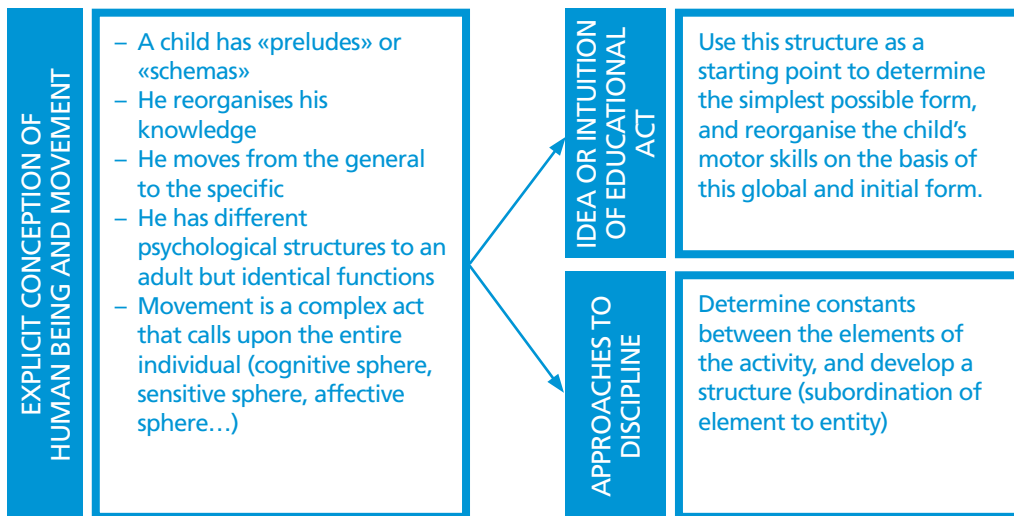 EXPLICIT CONCEPTION OF
HUMAN BEING AND MOVEMENT
– A child has «preludes» or
«schemas»
– He reorganises his
knowledge
– He moves from the general
to the specific
– He has different
psychological structures to an
adult but identical functions
– Movement is a complex act
that calls upon the entire
individual (cognitive sphere,
sensitive sphere, affective
sphere…)
IDEA OR INTUITION
OF EDUCATIONAL
ACT
Use this structure as a
starting point to determine
the simplest possible form,
and reorganise the child’s
motor skills on the basis of
this global and initial form.
APPROACHES TO
DISCIPLINE
Determine constants
between the elements of
the activity, and develop a
structure (subordination of
element to entity)